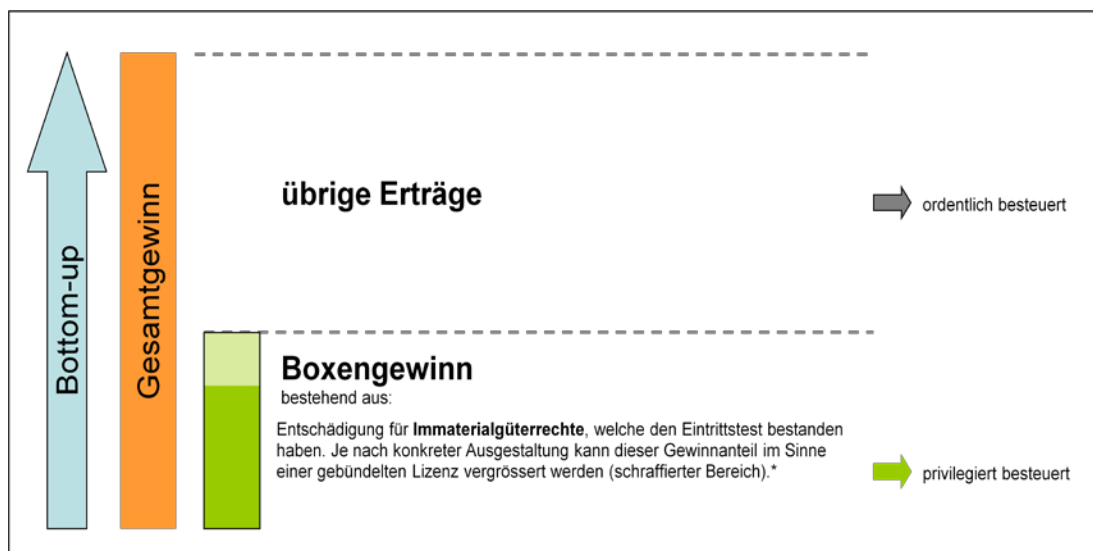 Bottom-up
Gesamtgewinn
übrige Erträge
ordentlich besteuert
Boxengewinn
bestehend aus:
Entschädigung für Immaterialgüterrechte, welche den Eintrittstest bestanden
haben. Je nach konkreter Ausgestaltung kann dieser Gewinnanteil im Sinne
einer gebündelten Lizenz vergrössert werden (schraffierter Bereich).*
privilegiert besteuert